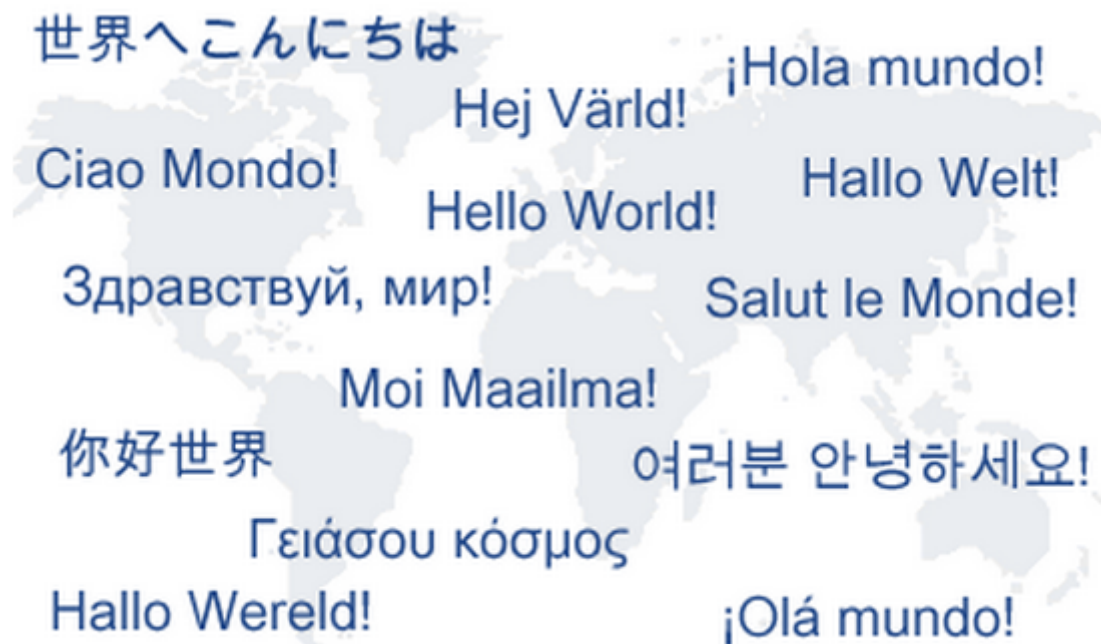 世界へこんにちは
¡Hola mundo!
Hej Värld!
Ciao Mondo!
Hallo Welt!
Hello World!
Здравствуй, мир!
Salut le Monde!
Moi Maailma!
你好世界
여러분 안녕하세요!
Γειάσου κόσμος
Hallo Wereld!
¡Olá mundo!